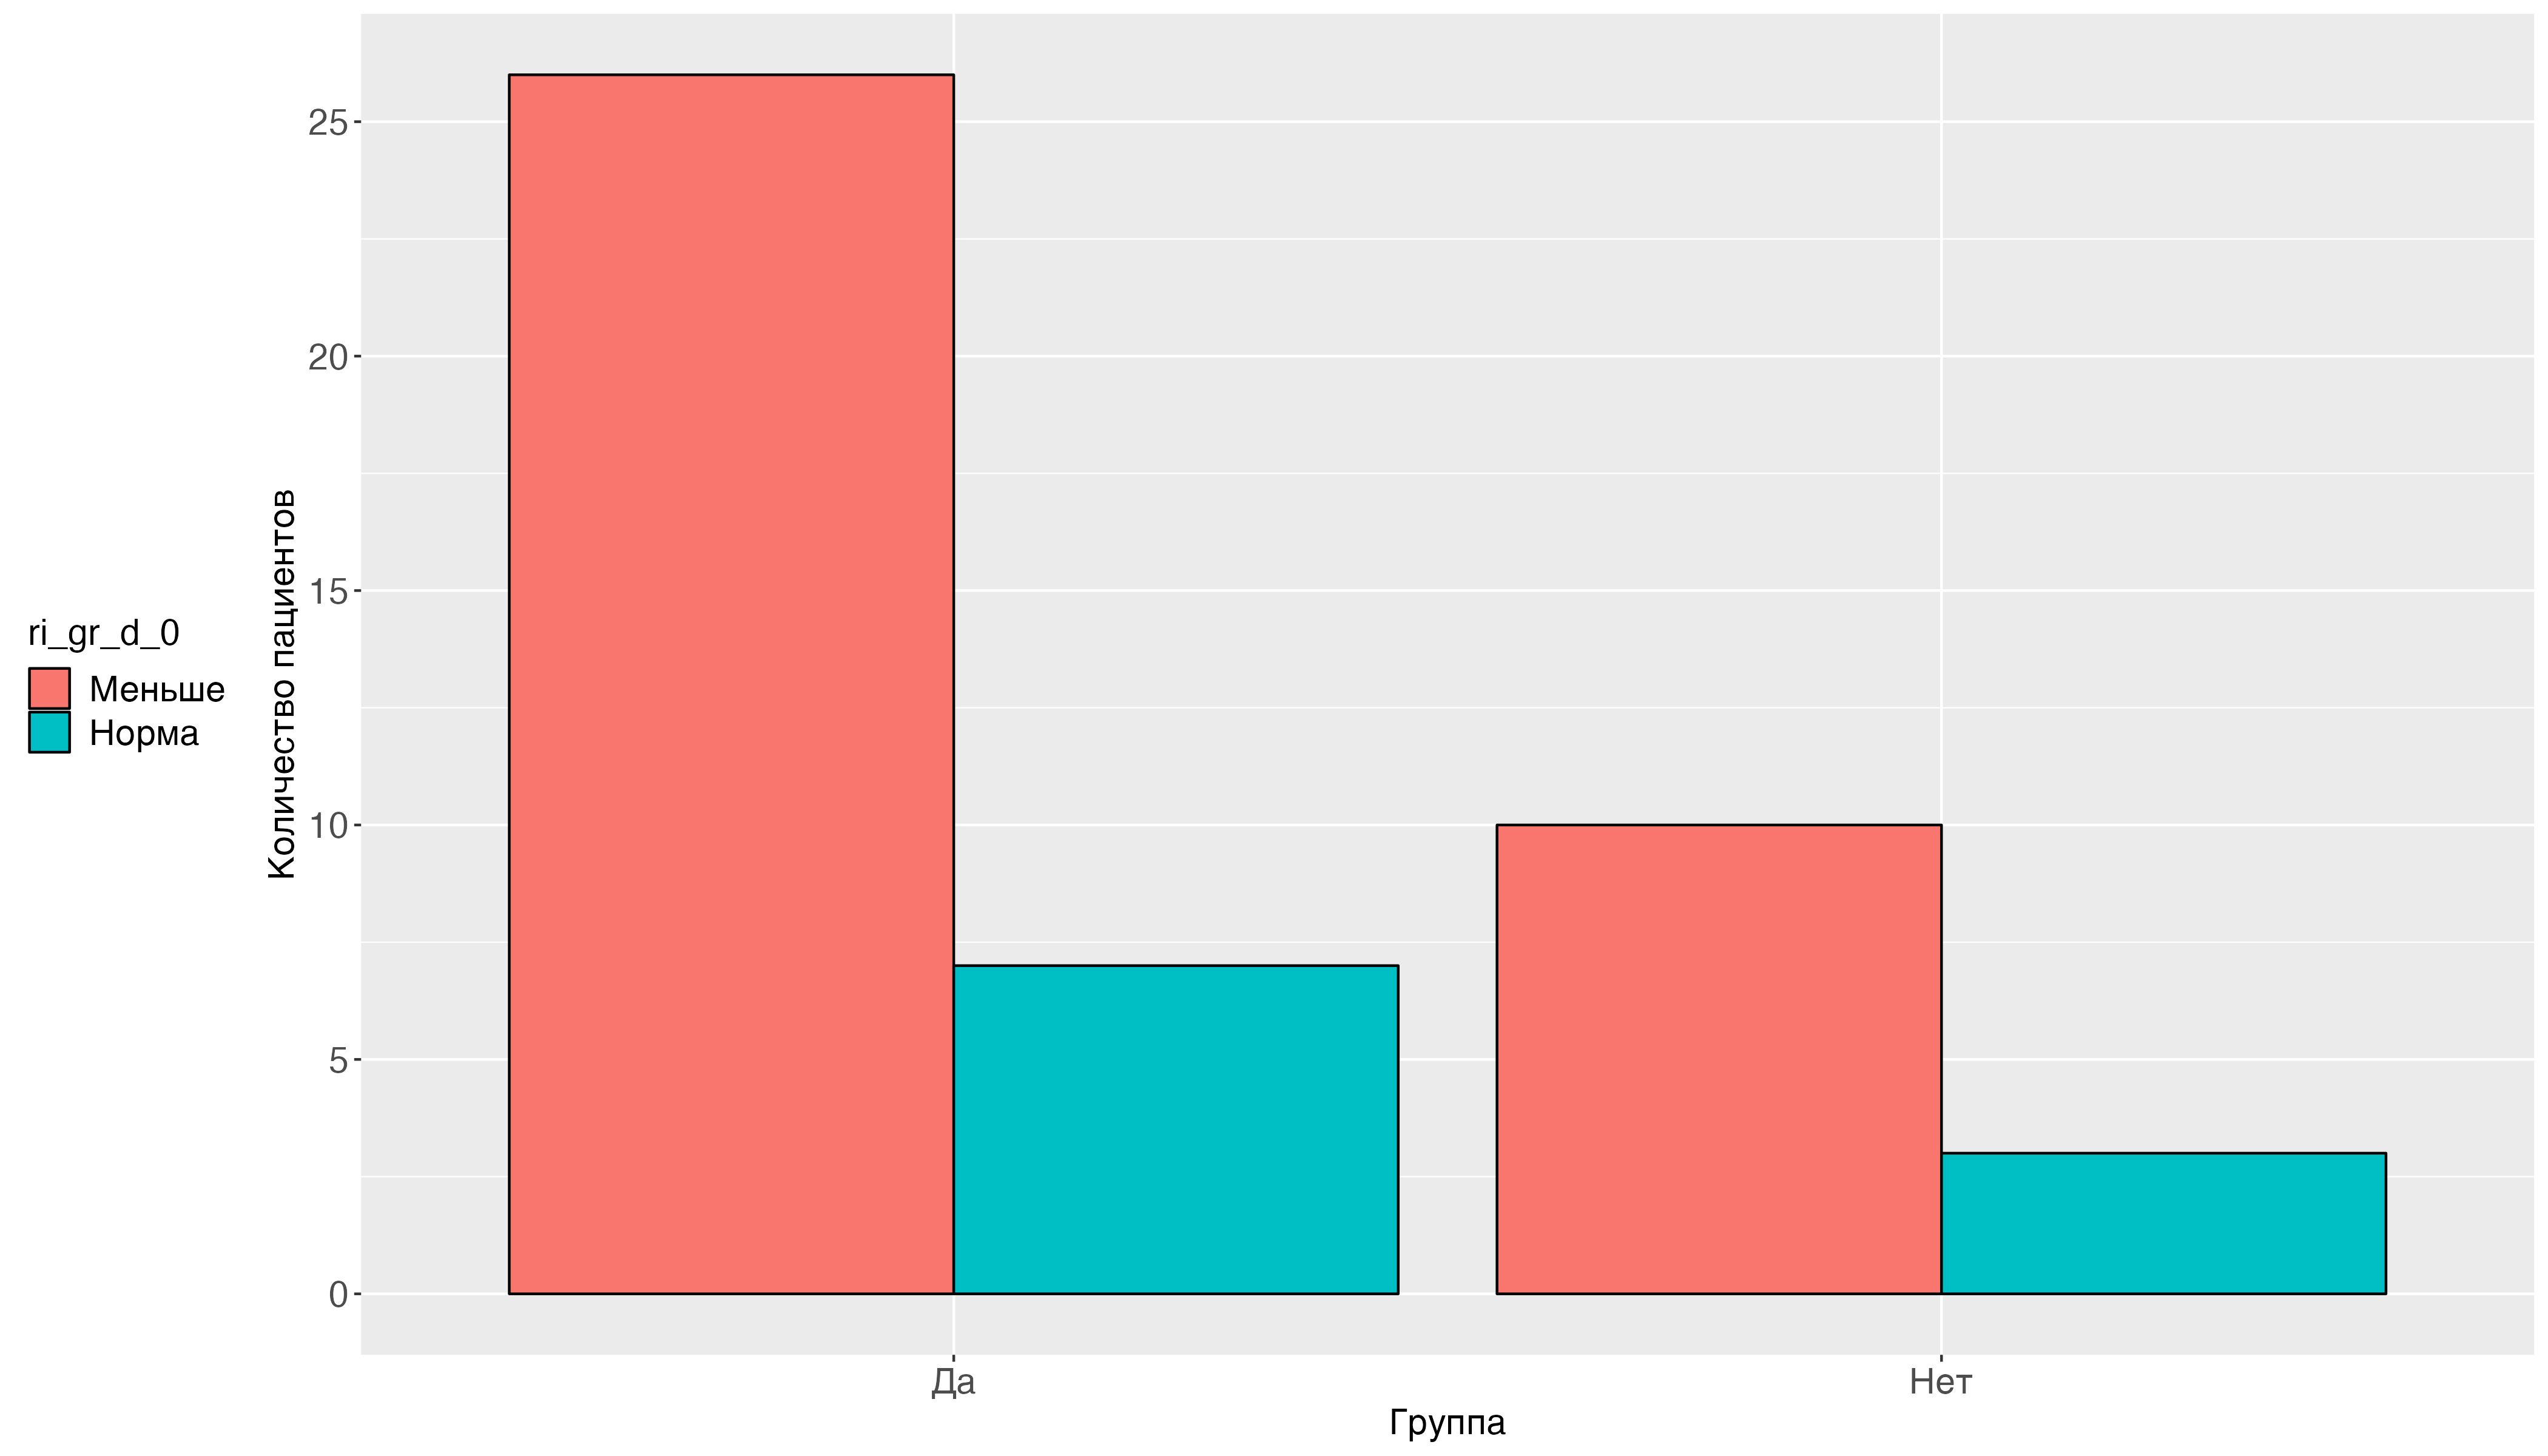 ri_gr_d_0
Меньше
Норма
Количество пациентов
25
20
15
10
5
0
Да
Нет
Группа